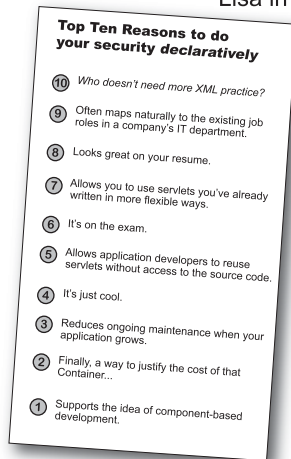 Top Ten Reasons to do
your security declaratively
10 Who doesn't need more XML practice?
9 Often maps naturally to the existing job
roles in a company's IT department.
8 Looks great on your resume.
7 Allows you to use servlets you've already
written in more flexible ways.
6 It's on the exam.
5 Allows application developers to reuse
servlets without access to the source code.
4 It's just cool.
3 Reduces ongoing maintenance when your
application grows.
2 Finally, a way to justify the cost of that
Container...
1 Supports the idea of component-based
development.